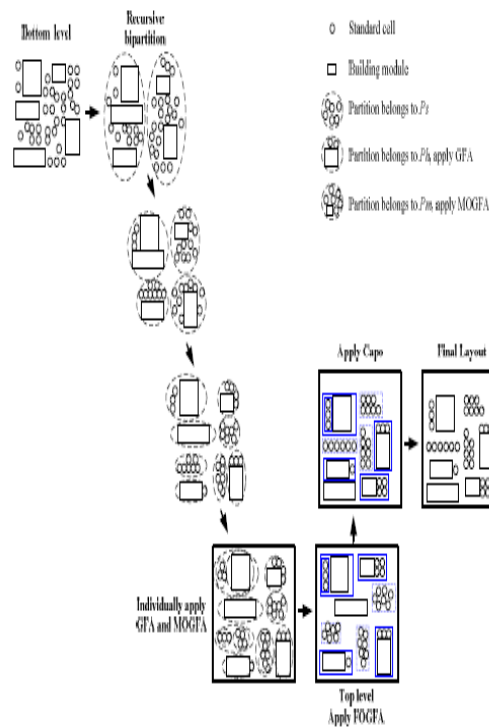 Bottom level
Recursive
bipartition
Standard cell
Building module
Partition belongs to Ps
Partition belongs to Ph, apply GFA
Partition belongs to Pm, apply MOGFA
Apply Capo
Final Layout
Individually apply
GFA and MOGFA
Top level
Apply FOGFA